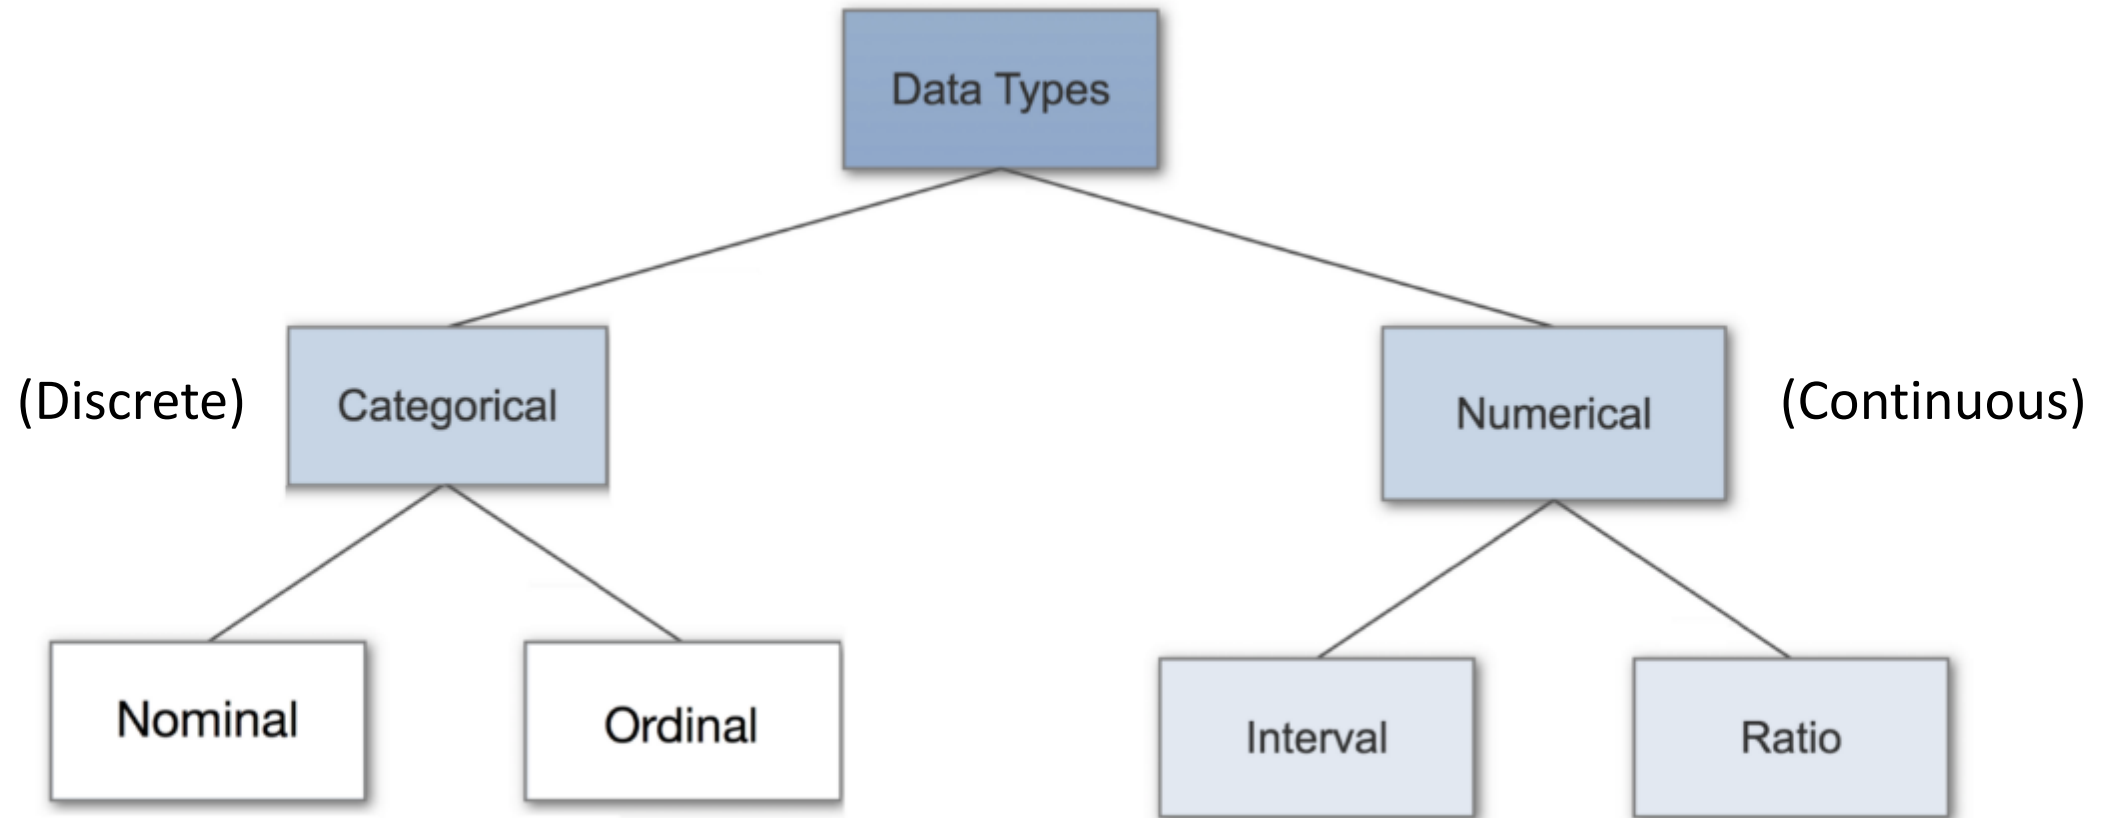 Data Types
(Discrete)
Categorical
Numerical
(Continuous)
Nominal
Ordinal
Interval
Ratio